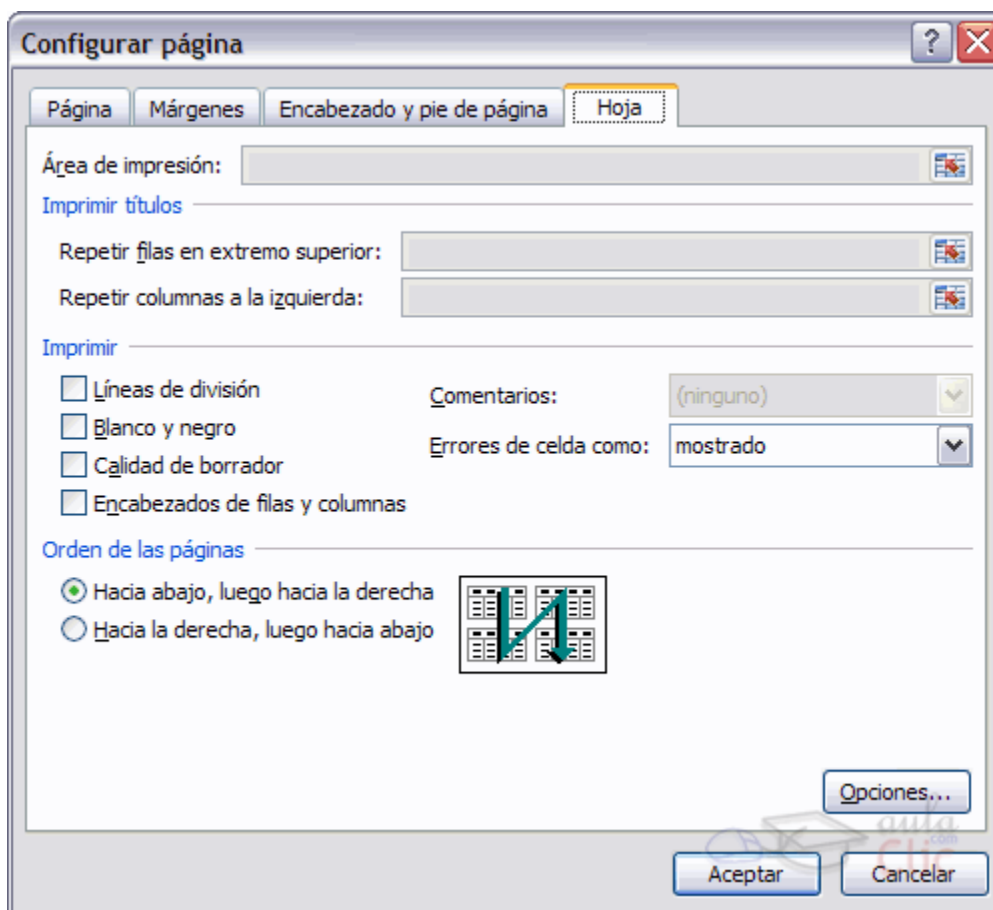 Configurar página
Página Márgenes Encabezado y pie de página Hoja
Área de impresión:
Imprimir títulos
Repetir filas en extremo superior:
Repetir columnas a la izquierda:
Imprimir
Líneas de división
Comentarios: (ninguno)
Blanco y negro
Errores de celda como: mostrado
Calidad de borrador
Encabezados de filas y columnas
Orden de las páginas
Hacia abajo, luego hacia la derecha
Hacia la derecha, luego hacia abajo
Opciones...
aula
.com
Clic
Aceptar Cancelar